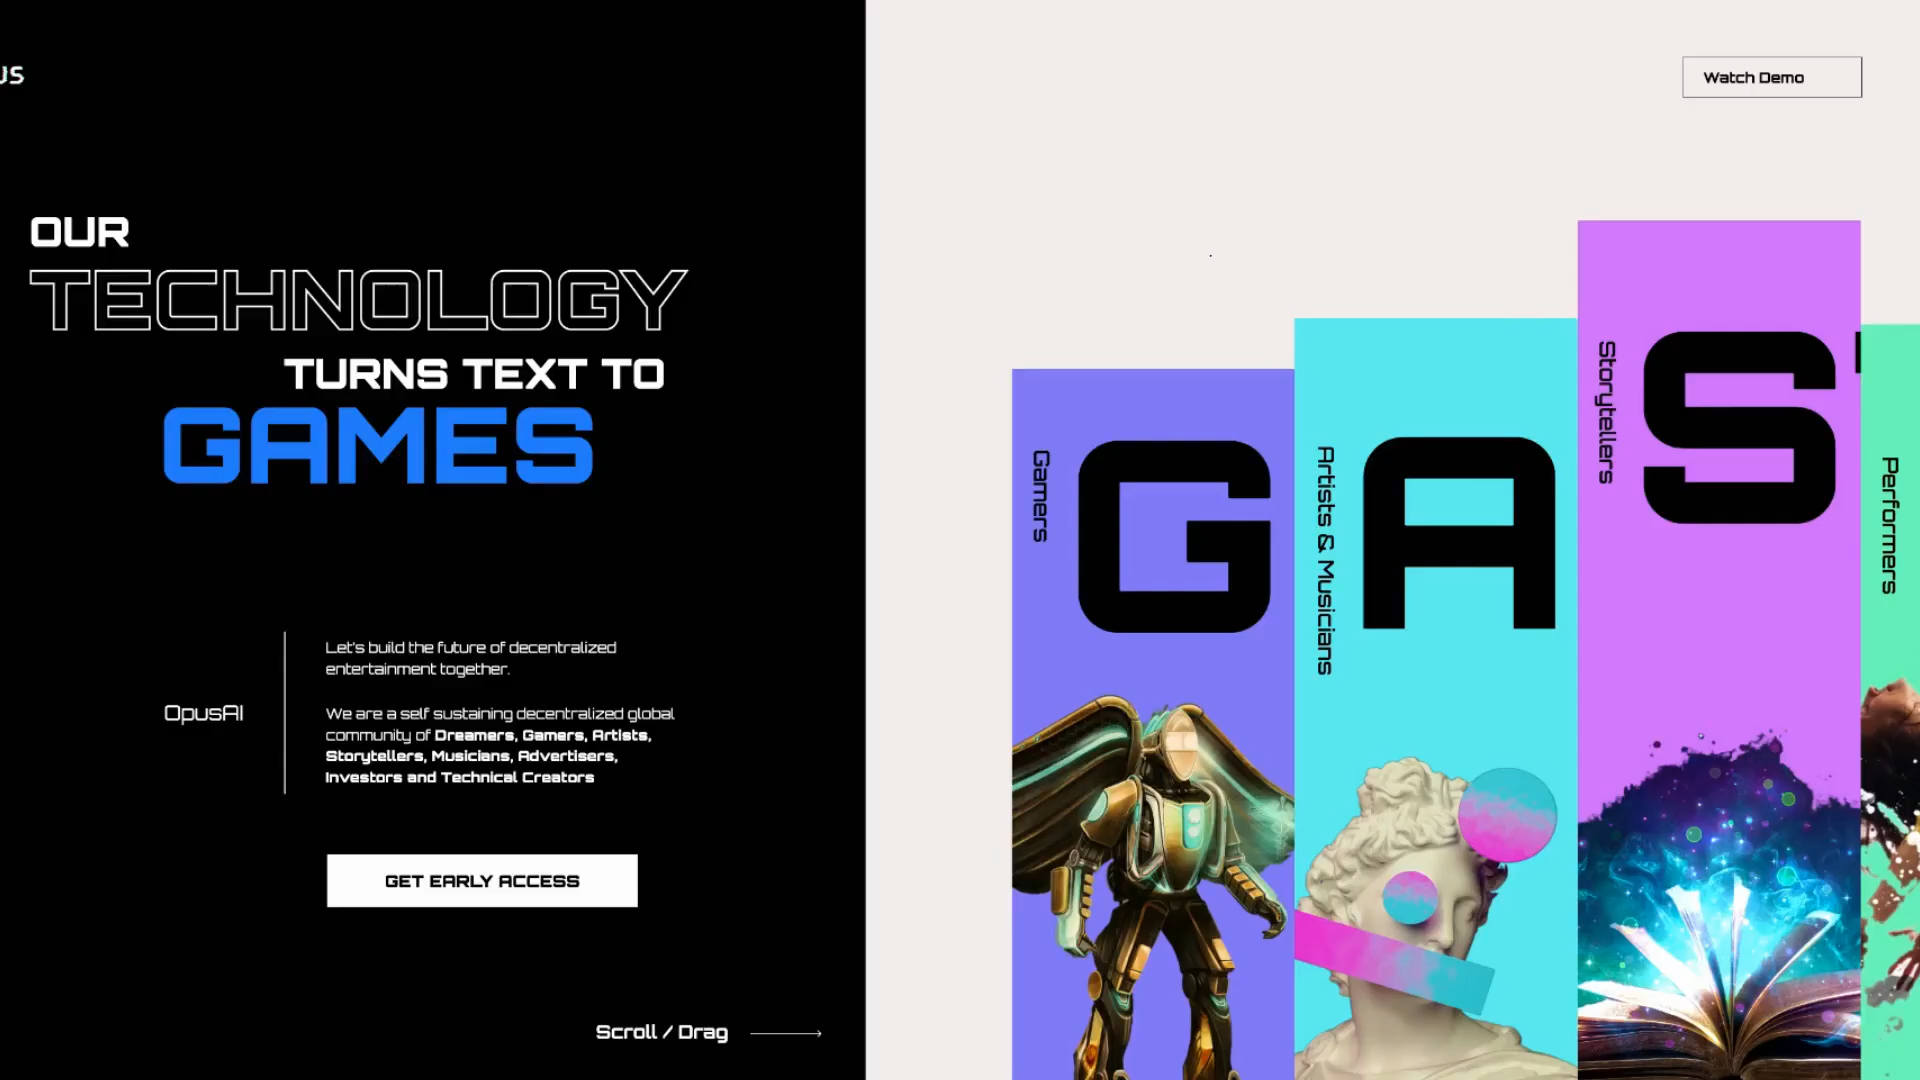 US
Watch Demo
OUR
TECHNOLOGY
TURNS TEXT TO
GAMES
OpusAI
Let's build the future of decentralized
entertainment together.
We are a self sustaining decentralized global
community of Dreamers, Gamers, Artists,
Storytellers, Musicians, Advertisers,
Investors and Technical Creators
GET EARLY ACCESS
Scroll / Drag
Gamers
G
Artists & Musicians
A
Storytellers
S
Performers